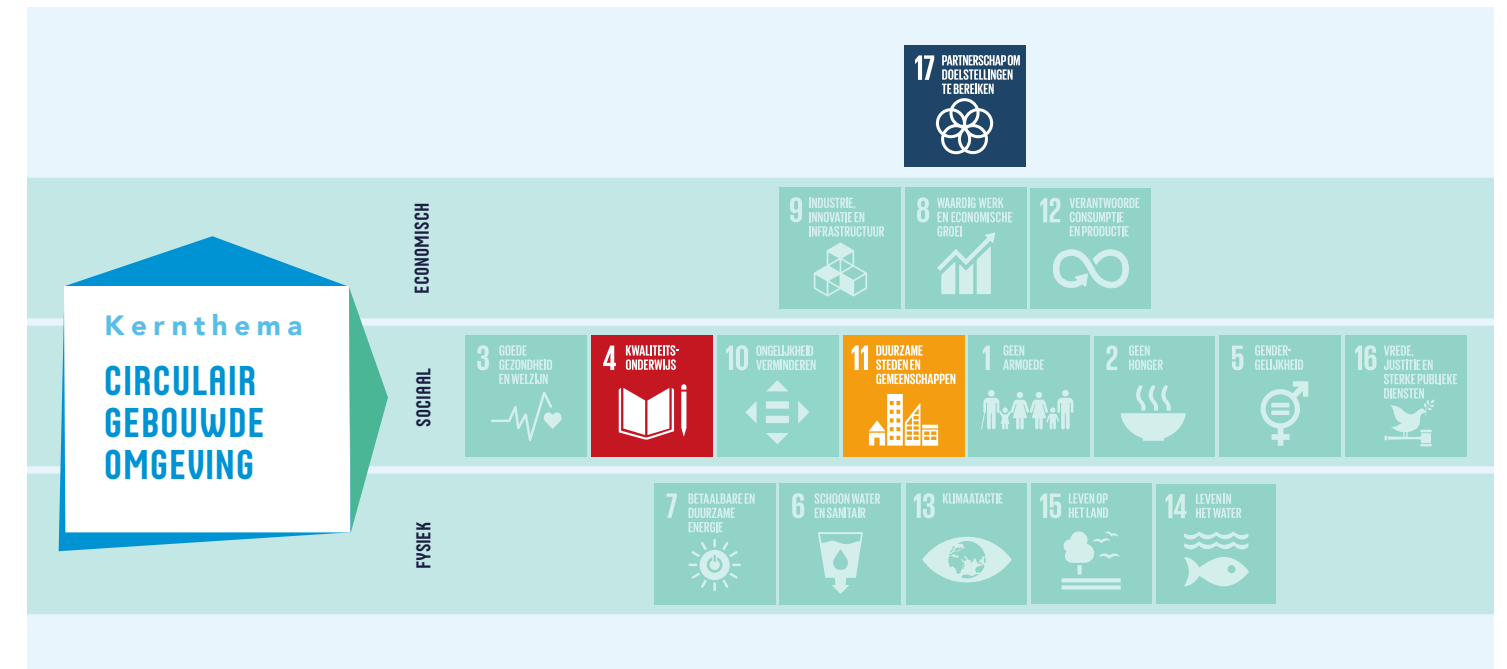 17 PARTNERSCHAP OM
DOELSTELLINGEN
TE BEREIKEN
ECONOMISCH
9 INDUSTRIE,
INNOVATIE EN
INFRASTRUCTUUR
8 WAARDIG WERK
EN ECONOMISCHE
GROEI
12 VERANTWOORDE
CONSUMPTIE
EN PRODUCTIE
Kernthema
CIRCULAIR
GEBOUWDE
OMGEVING
SOCIAAL
3 GOEDE
GEZONDHEID
EN WELZIJN
4 KWALITEITS-
ONDERWIJS
10 ONGELIJKHEID
VERMINDEREN
11 DUURZAME
STEDEN EN
GEMEENSCHAPPEN
1 GEEN
ARMOEDE
2 GEEN
HONGER
5 GENDER-
GELIJKHEID
16 VREDE,
JUSTITIE EN
STERKE PUBLIEKE
DIENSTEN
FYSIEK
7 BETAALBARE EN
DUURZAME
ENERGIE
6 SCHOON WATER
EN SANITAIR
13 KLIMAATACTIE
15 LEVEN OP
HET LAND
14 LEVEN IN
HET WATER